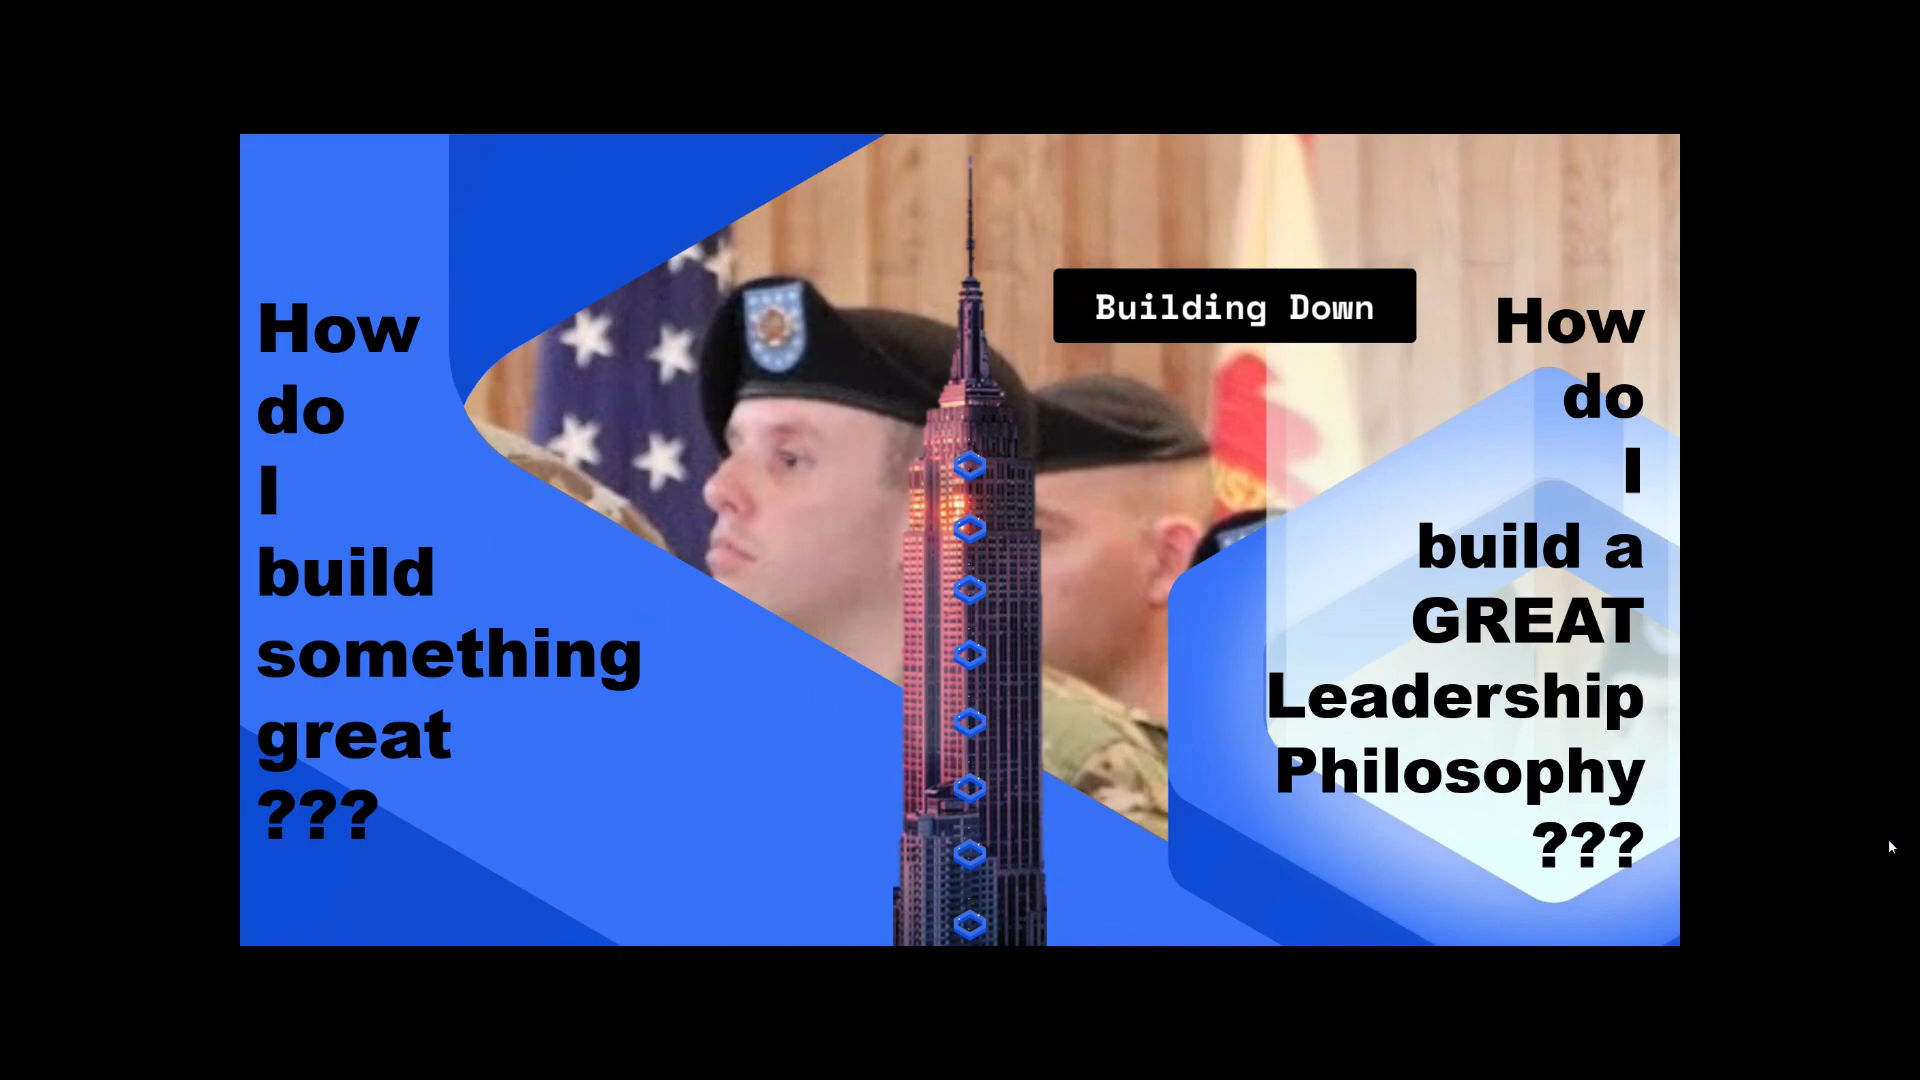 How
do
I
build
something
great
???
Building Down
How
do
I
build a
GREAT
Leadership
Philosophy
???